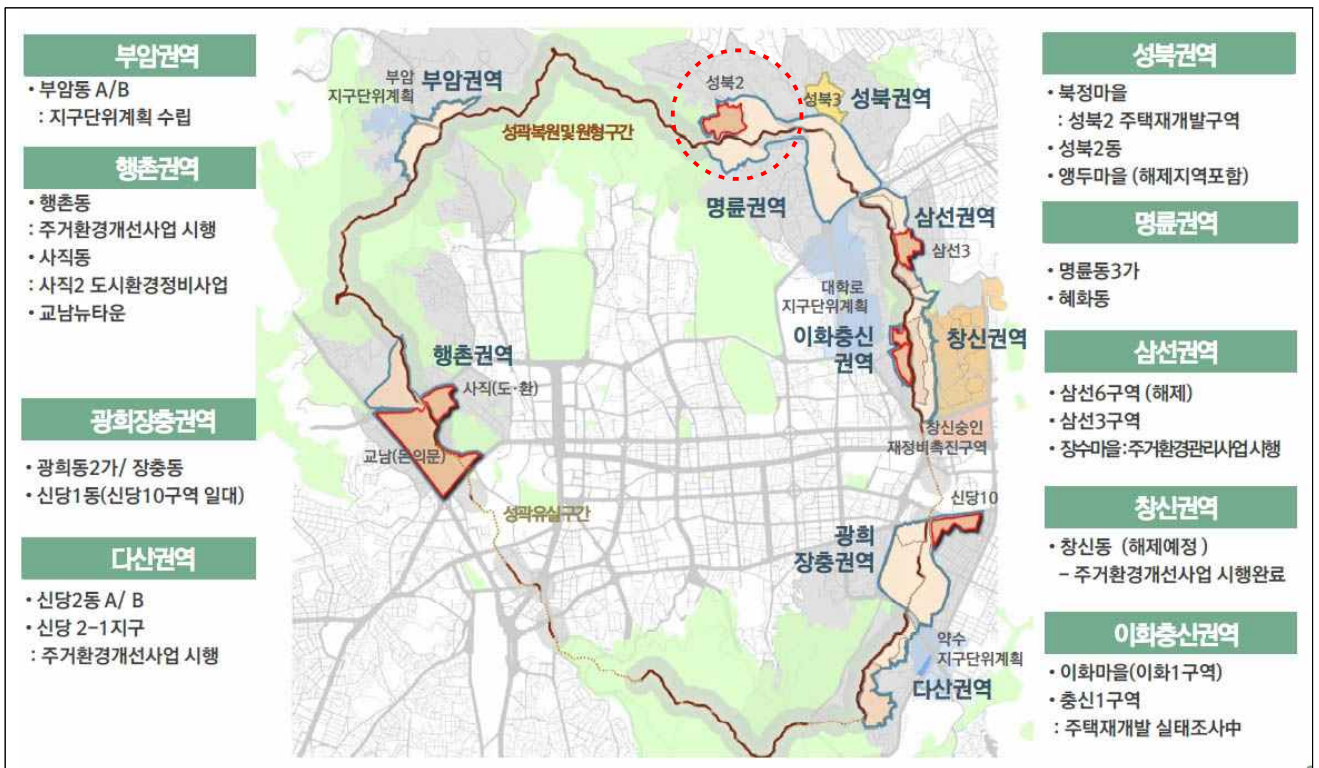 부암권역
• 부암동 A/B
: 지구단위계획 수립
행촌권역
• 행촌동
: 주거환경개선사업 시행
• 사직동
: 사직2 도시환경정비사업
• 교남뉴타운
광희장충권역
• 광희동2가/ 장충동
• 신당1동(신당10구역 일대)
다산권역
• 신당2동 A/ B
• 신당 2-1지구
: 주거환경개선사업 시행
부암
지구단위계획
부암권역
성곽복원및원형구간
성북2
성북3
성북권역
명륜권역
삼선권역
삼선3
대학로
지구단위계획
이화충신
권역
창신권역
행촌권역
사직(도·환)
교남(돈의문)
창신숭인
재정비촉진구역
성곽유실구간
신당10
광희
장충권역
약수
지구단위계획
다산권역
성북권역
• 북정마을
: 성북2 주택재개발구역
• 성북2동
• 앵두마을 (해제지역포함)
명륜권역
• 명륜동3가
• 혜화동
삼선권역
• 삼선6구역 (해제)
• 삼선3구역
• 장수마을:주거환경관리사업 시행
창신권역
• 창신동 (해제예정 )
- 주거환경개선사업 시행완료
이화충신권역
• 이화마을(이화1구역)
• 충신1구역
: 주택재개발 실태조사中